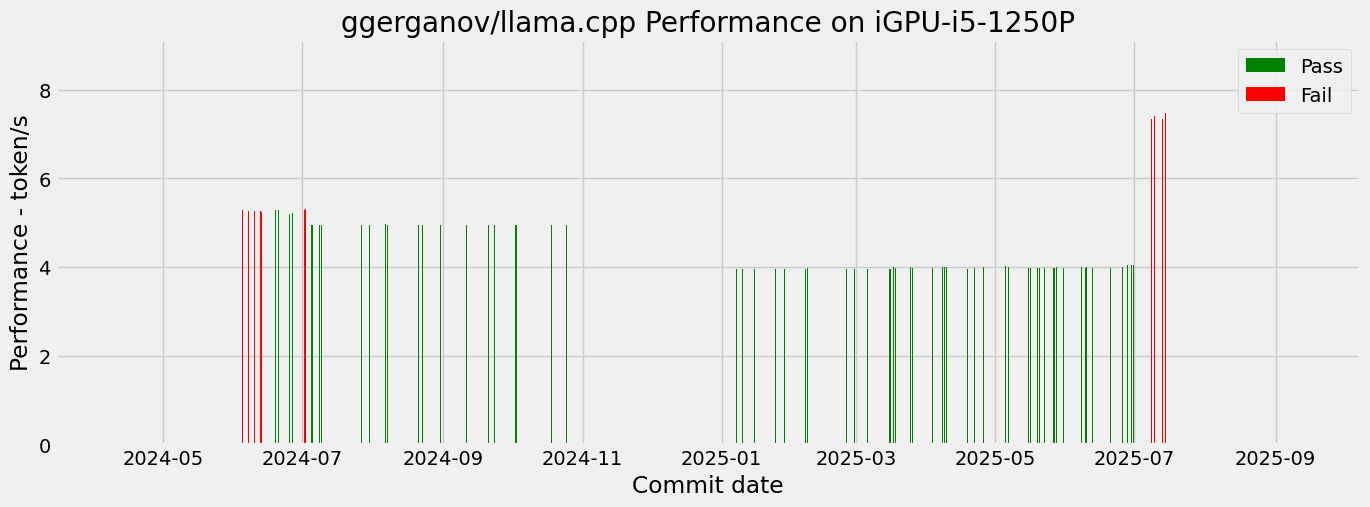 ggerganov/llama.cpp Performance on iGPU-i5-1250P
Pass
Fail
Performance - token/s
8
6
4
2
0
2024-05 2024-07 2024-09 2024-11 2025-01 2025-03 2025-05 2025-07 2025-09
Commit date